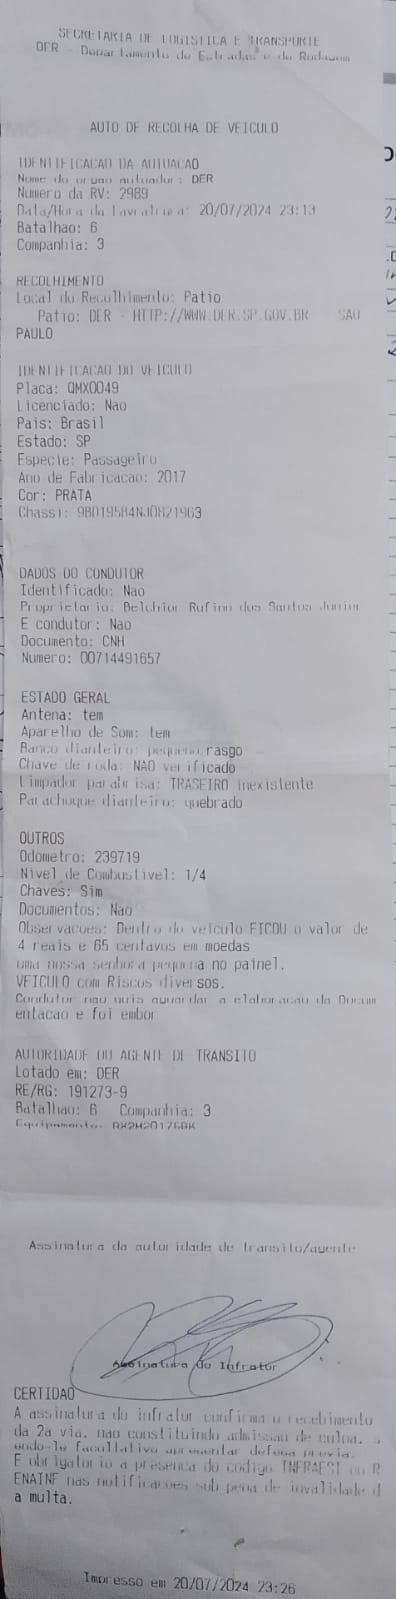 SECRETARIA DE LOGISTICA E TRANSPORTE
DER - Departamento de Estradas e de Rodagem
AUTO DE RECOLHA DE VEICULO
IDENTIFICACAO DA AUTUACAO
Nome do orgao autuador: DER
Numero da RV: 2989
Data/Hora da Lavratura: 20/07/2024 23:13
Batalhao: 6
Companhia: 3
RECOLHIMENTO
Local do Recolhimento: Patio
Patio: DER - HTTP://WWW.DER.SP.GOV.BR SAO
PAULO
IDENTIFICACAO DO VEICULO
Placa: QMX0049
Licenciado: Nao
Pais: Brasil
Estado: SP
Especie: Passageiro
Ano de Fabricacao: 2017
Cor: PRATA
Chassi:
DADOS DO CONDUTOR
Identificado: Nao
Proprietario: Belchior Rufino dos Santos Junior
E condutor: Nao
Documento: CNH
Numero: 00714491657
ESTADO GERAL
Antena: tem
Aparelho de Som: tem
Banco dianteiro: pequeno rasgo
Chave de roda: NAO verificado
Limpador parabrisa: TRASEIRO inexistente
Parachoque dianteiro: quebrado
OUTROS
Odometro: 239719
Nivel de Combustivel: 1/4
Chaves: Sim
Documentos: Nao
Observacoes: Dentro do veiculo FICOU o valor de
4 reais e 65 centavos em moedas
uma nossa senhora pequena no painel.
VEICULO com Riscos diversos.
Condutor nao quis aguardar a elaboracao da Docum
entacao e foi embor
AUTORIDADE OU AGENTE DE TRANSITO
Lotado em: DER
RE/RG: 191273-9
Batalhao: 6 Companhia: 3
Equipamento:
Assinatura da autoridade de transito/agente
Assinatura do Infrator
CERTIDAO
A assinatura do infrator confirma o recebimento
da 2a via, nao constituindo admissao de culpa, s
endo-le facultativo apresentar defesa previa.
E obrigatorio a presenca do codigo INFRAEST ou R
ENAINF nas notificacoes sub pena de invalidade d
a multa.
Impresso em 20/07/2024 23:26